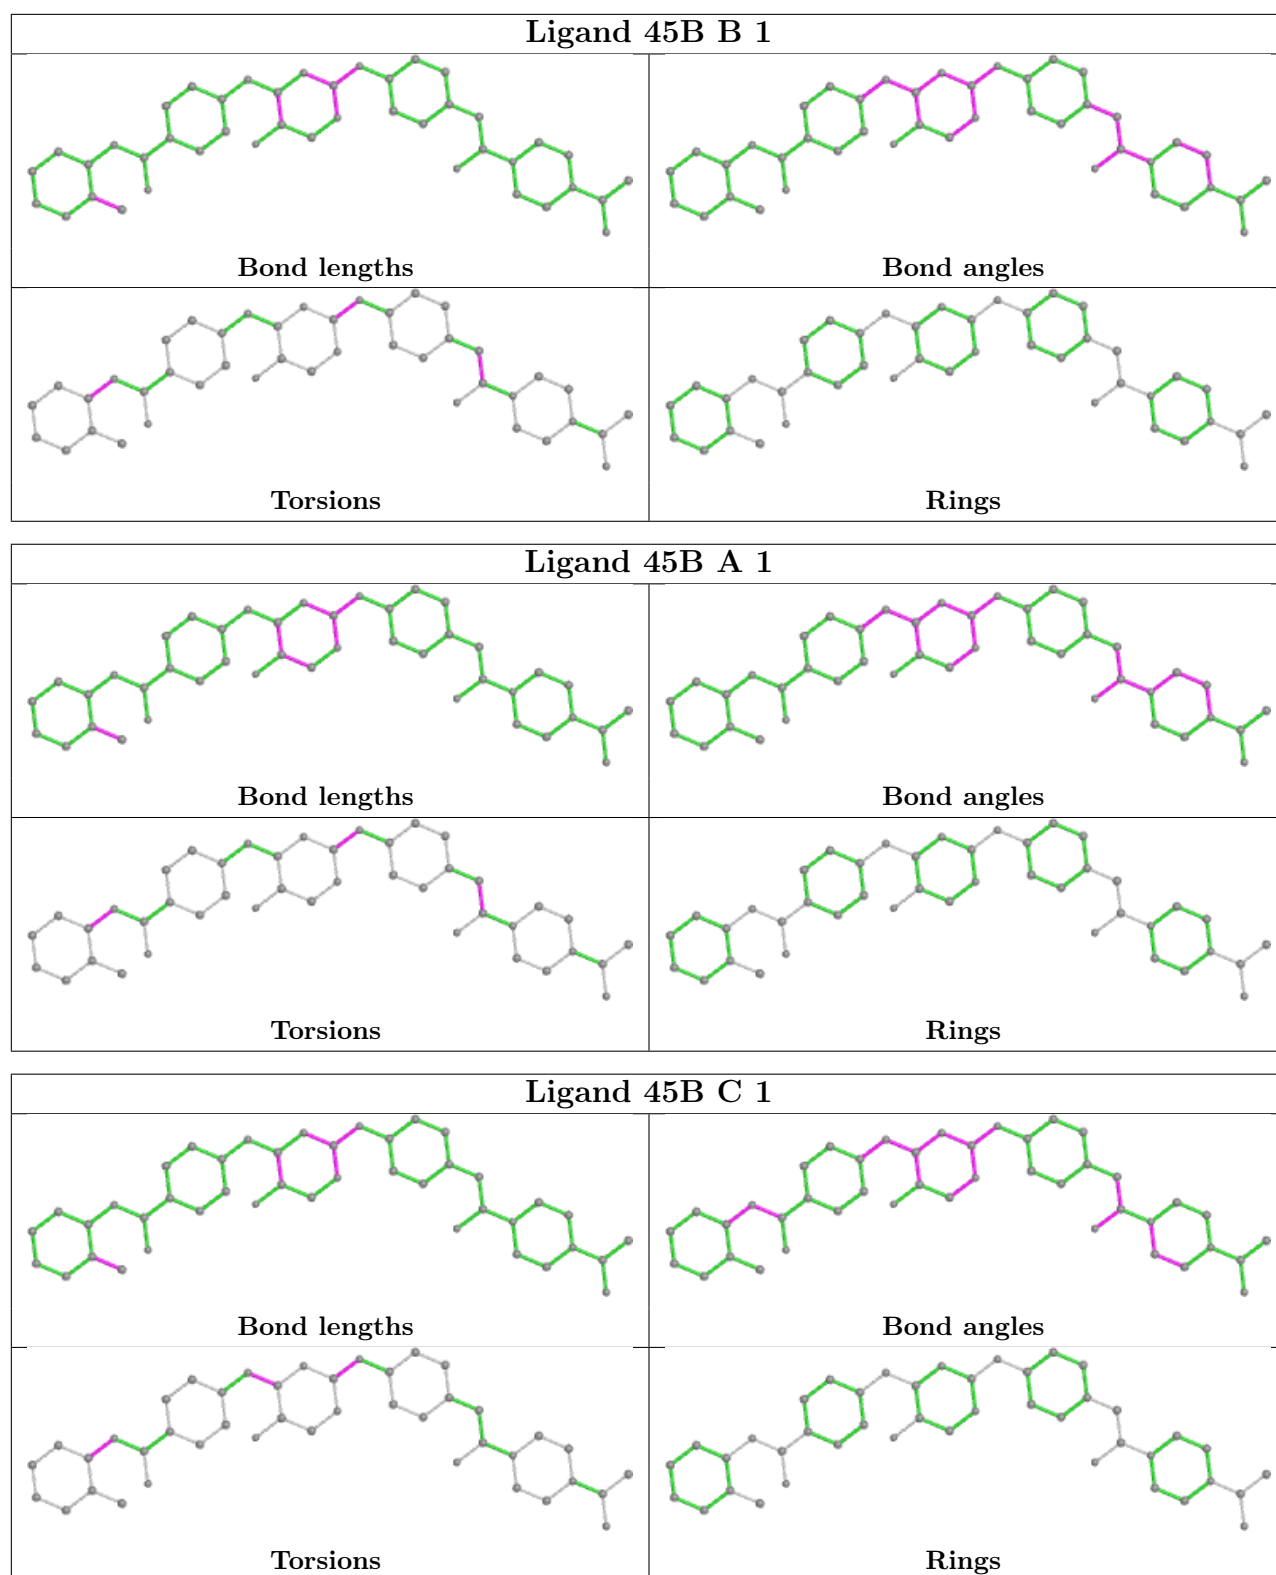 Ligand 45B B 1
Bond lengths
Bond angles
Torsions
Rings
Ligand 45B A 1
Bond lengths
Bond angles
Torsions
Rings
Ligand 45B C 1
Bond lengths
Bond angles
Torsions
Rings